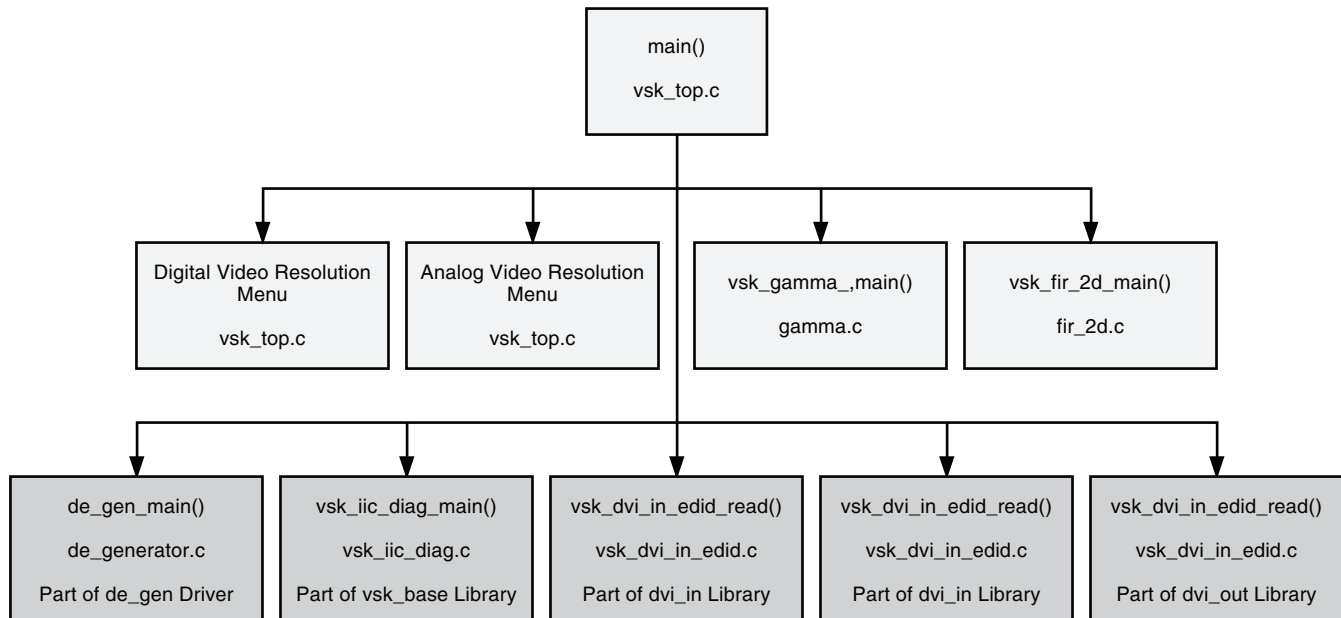 main()
vsk_top.c
Digital Video Resolution
Menu
vsk_top.c
Analog Video Resolution
Menu
vsk_top.c
vsk_gamma_,main()
gamma.c
vsk_fir_2d_main()
fir_2d.c
de_gen_main()
de_generator.c
Part of de_gen Driver
vsk_iic_diag_main()
vsk_iic_diag.c
Part of vsk_base Library
vsk_dvi_in_edid_read()
vsk_dvi_in_edid.c
Part of dvi_in Library
vsk_dvi_in_edid_read()
vsk_dvi_in_edid.c
Part of dvi_in Library
vsk_dvi_in_edid_read()
vsk_dvi_in_edid.c
Part of dvi_out Library